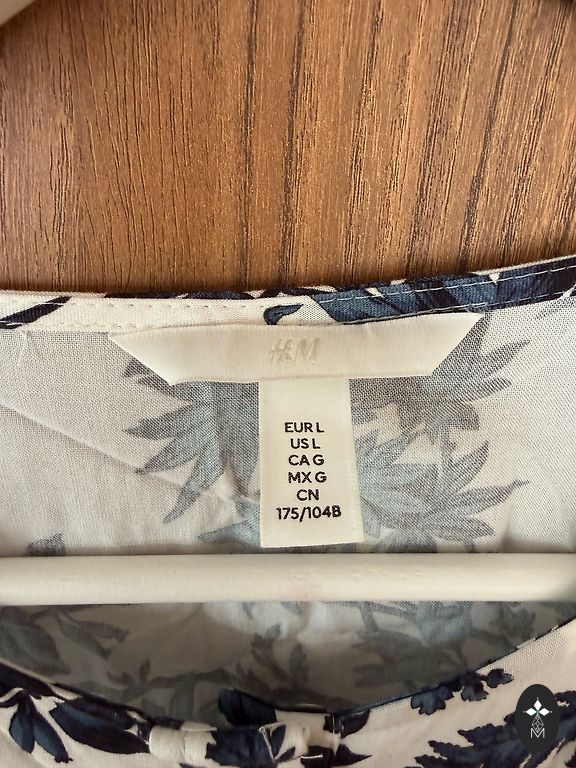 H&M
EUR L
US L
CA G
MX G
CN
175/104B
M